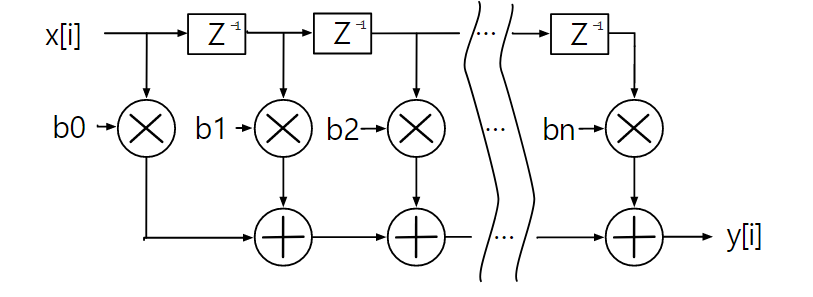 x[i] Z⁻¹ Z⁻¹ ... Z⁻¹
b0 b1 b2 ... bn
... y[i]